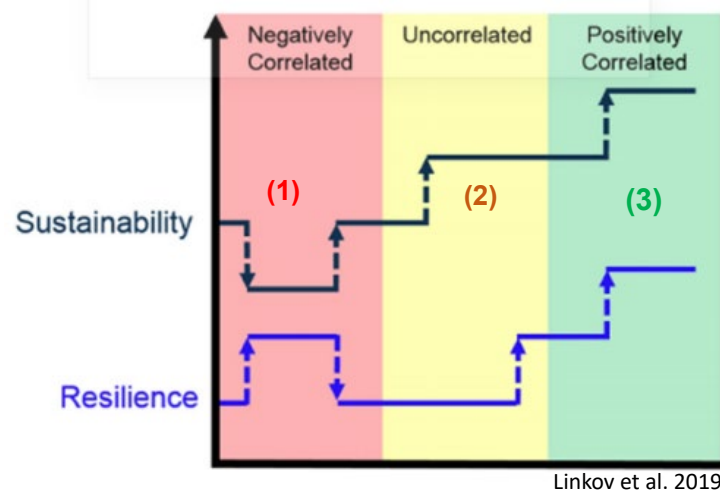 Negatively
Correlated
Uncorrelated
Positively
Correlated
(1)
(2)
(3)
Sustainability
Resilience
Linkov et al. 2019